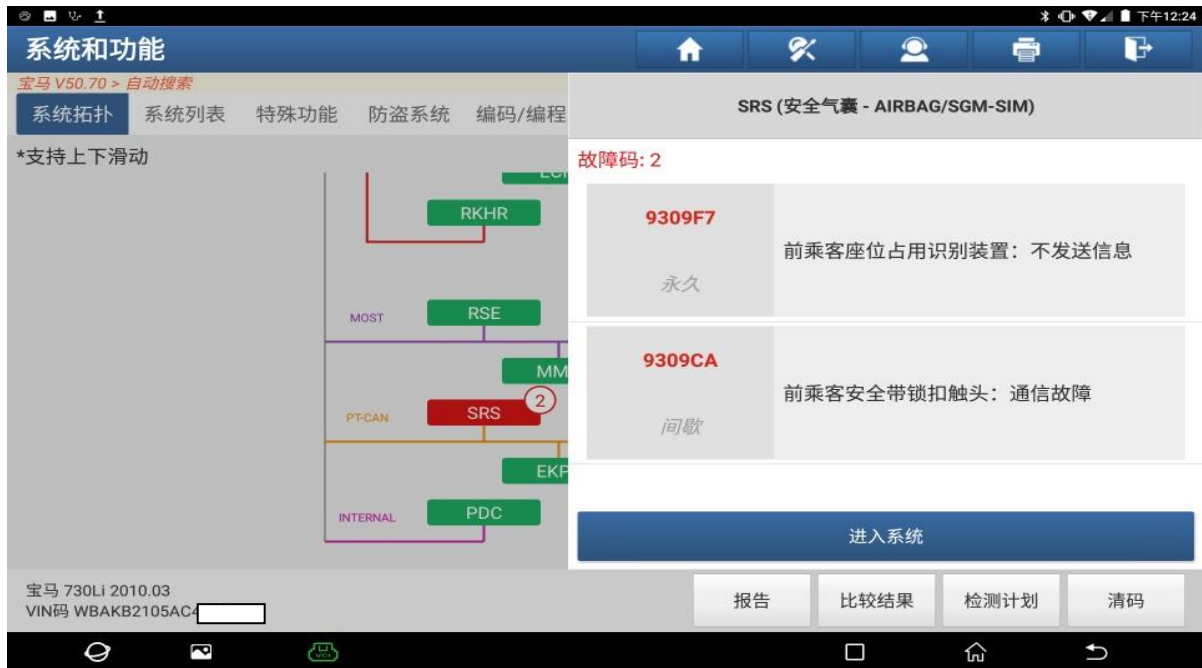 下午12:24
系统和功能
宝马 V50.70 > 自动搜索
系统拓扑 系统列表 特殊功能 防盗系统 编码/编程
*支持上下滑动
RKHR
MOST
RSE
MM
PT-CAN
SRS
2
EKP
INTERNAL
PDC
SRS (安全气囊 - AIRBAG/SGM-SIM)
故障码: 2
9309F7
永久
前乘客座位占用识别装置：不发送信息
9309CA
间歇
前乘客安全带锁扣触头：通信故障
进入系统
宝马 730Li 2010.03
VIN码 WBAKB2105AC4
报告 比较结果 检测计划 清码